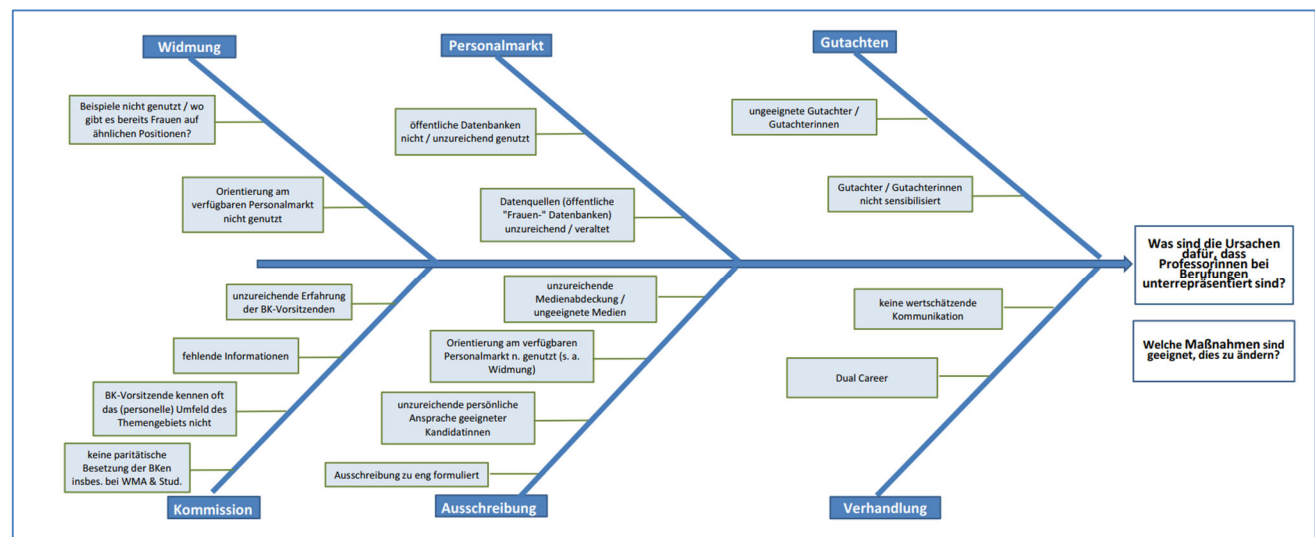 Widmung
Personalmarkt
Gutachten
Beispiele nicht genutzt / wo
gibt es bereits Frauen auf
ähnlichen Positionen?
Orientierung am
verfügbaren Personalmarkt
nicht genutzt
öffentliche Datenbanken
nicht / unzureichend genutzt
Datenquellen (öffentliche
"Frauen-" Datenbanken)
unzureichend / veraltet
ungeeignete Gutachter /
Gutachterinnen
Gutachter / Gutachterinnen
nicht sensibilisiert
Was sind die Ursachen
dafür, dass
Professorinnen bei
Berufungen
unterrepräsentiert sind?
Welche Maßnahmen sind
geeignet, dies zu ändern?
unzureichende Erfahrung
der BK-Vorsitzenden
fehlende Informationen
BK-Vorsitzende kennen oft
das (personelle) Umfeld des
Themengebiets nicht
keine paritätische
Besetzung der BKen
insbes. bei WMA & Stud.
unzureichende
Medienabdeckung /
ungeeignete Medien
Orientierung am verfügbaren
Personalmarkt n. genutzt (s. a.
Widmung)
unzureichende persönliche
Ansprache geeigneter
Kandidatinnen
Ausschreibung zu eng formuliert
keine wertschätzende
Kommunikation
Dual Career
Kommission
Ausschreibung
Verhandlung